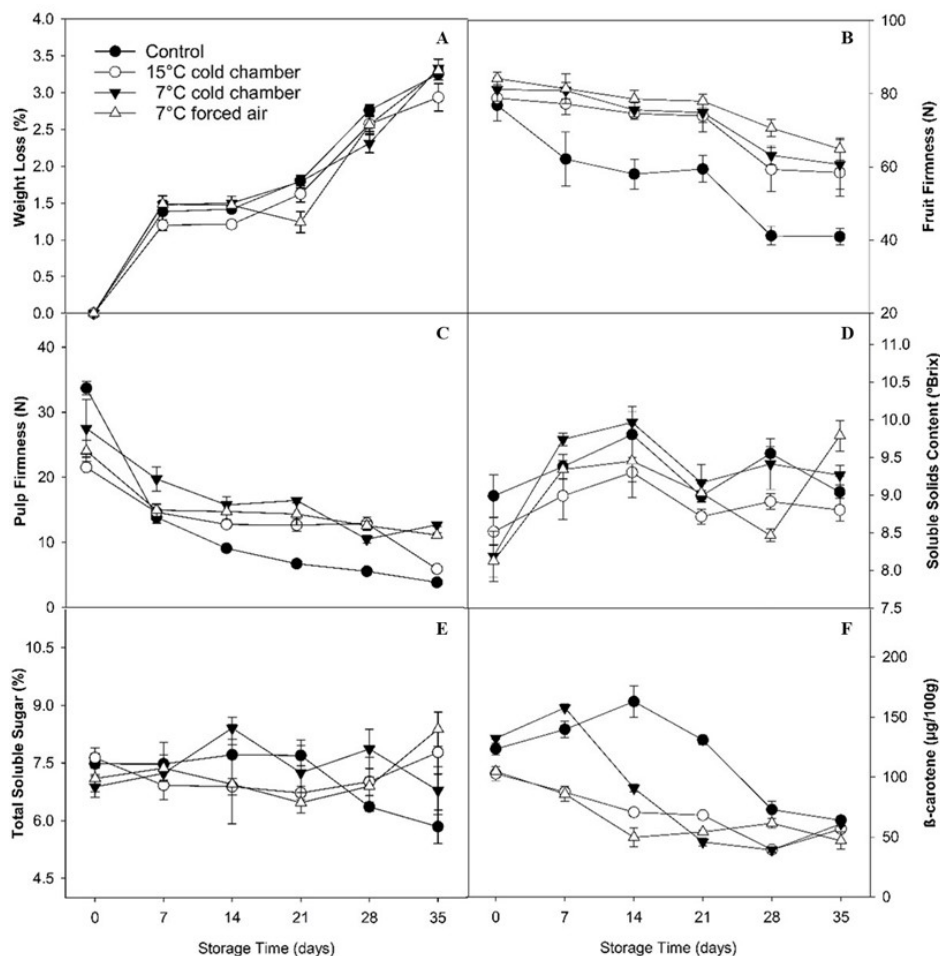 A
Control
15°C cold chamber
7°C cold chamber
7°C forced air
Weight Loss (%)
4.0
3.5
3.0
2.5
2.0
1.5
1.0
0.5
0.0
B
100
80
60
40
20
Fruit Firmness (N)
C
Pulp Firmness (N)
40
30
20
10
0
D
11.0
10.5
10.0
9.5
9.0
8.5
8.0
7.5
Soluble Solids Content (ºBrix)
E
Total Soluble Sugar (%)
10.5
9.0
7.5
6.0
4.5
0 7 14 21 28 35
Storage Time (days)
F
200
150
100
50
0
ß-carotene (µg/100g)
0 7 14 21 28 35
Storage Time (days)